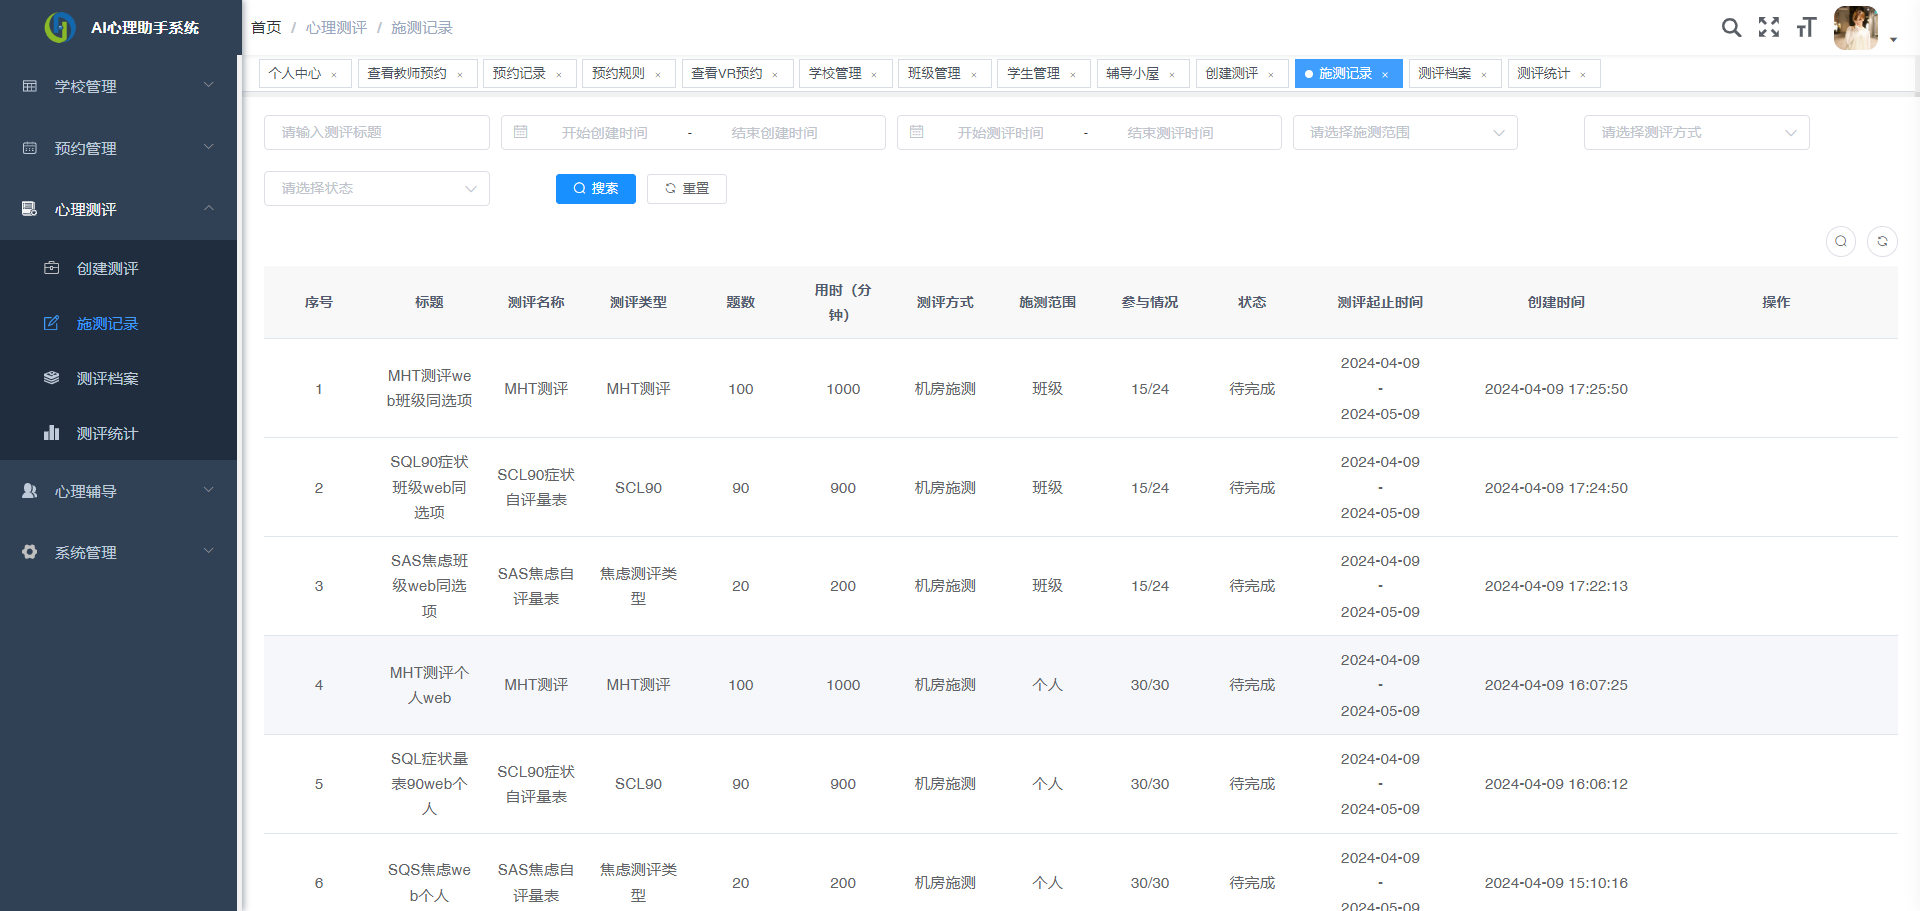 AI心理助手系统
首页 / 心理测评 / 施测记录
学校管理
预约管理
心理测评
创建测评
施测记录
测评档案
测评统计
心理辅导
系统管理
个人中心 × 查看教师预约 × 预约记录 × 预约规则 × 查看VR预约 × 学校管理 × 班级管理 × 学生管理 × 辅导小屋 × 创建测评 × 施测记录 × 测评档案 × 测评统计 ×
请输入测评标题 开始创建时间 - 结束创建时间 开始测评时间 - 结束测评时间 请选择施测范围 请选择测评方式
请选择状态 搜索 重置
序号 标题 测评名称 测评类型 题数 用时（分 测评方式 施测范围 参与情况 状态 测评起止时间 创建时间 操作
钟）
2024-04-09
MHT测评we
1 MHT测评 MHT测评 100 1000 机房施测 班级 15/24 待完成 - 2024-04-09 17:25:50
b班级同选项
2024-05-09
SQL90症状 2024-04-09
SCL90症状
2 班级web同 SCL90 90 900 机房施测 班级 15/24 待完成 - 2024-04-09 17:24:50
自评量表
选项 2024-05-09
SAS焦虑班 2024-04-09
SAS焦虑自 焦虑测评类
3 级web同选 20 200 机房施测 班级 15/24 待完成 - 2024-04-09 17:22:13
评量表 型
项 2024-05-09
2024-04-09
MHT测评个
4 MHT测评 MHT测评 100 1000 机房施测 个人 30/30 待完成 - 2024-04-09 16:07:25
人web
2024-05-09
SQL症状量 2024-04-09
SCL90症状
5 表90web个 SCL90 90 900 机房施测 个人 30/30 待完成 - 2024-04-09 16:06:12
自评量表
人 2024-05-09
2024-04-09
SQS焦虑we SAS焦虑自 焦虑测评类
6 20 200 机房施测 个人 30/30 待完成 - 2024-04-09 15:10:16
b个人 评量表 型
2024-05-09